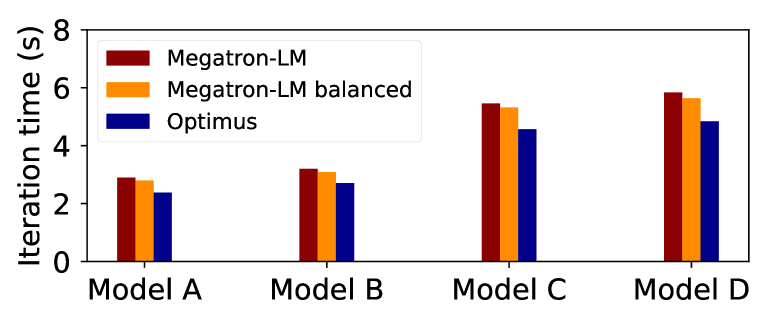 Iteration time (s)
8
6
4
2
0
Megatron-LM
Megatron-LM balanced
Optimus
Model A
Model B
Model C
Model D